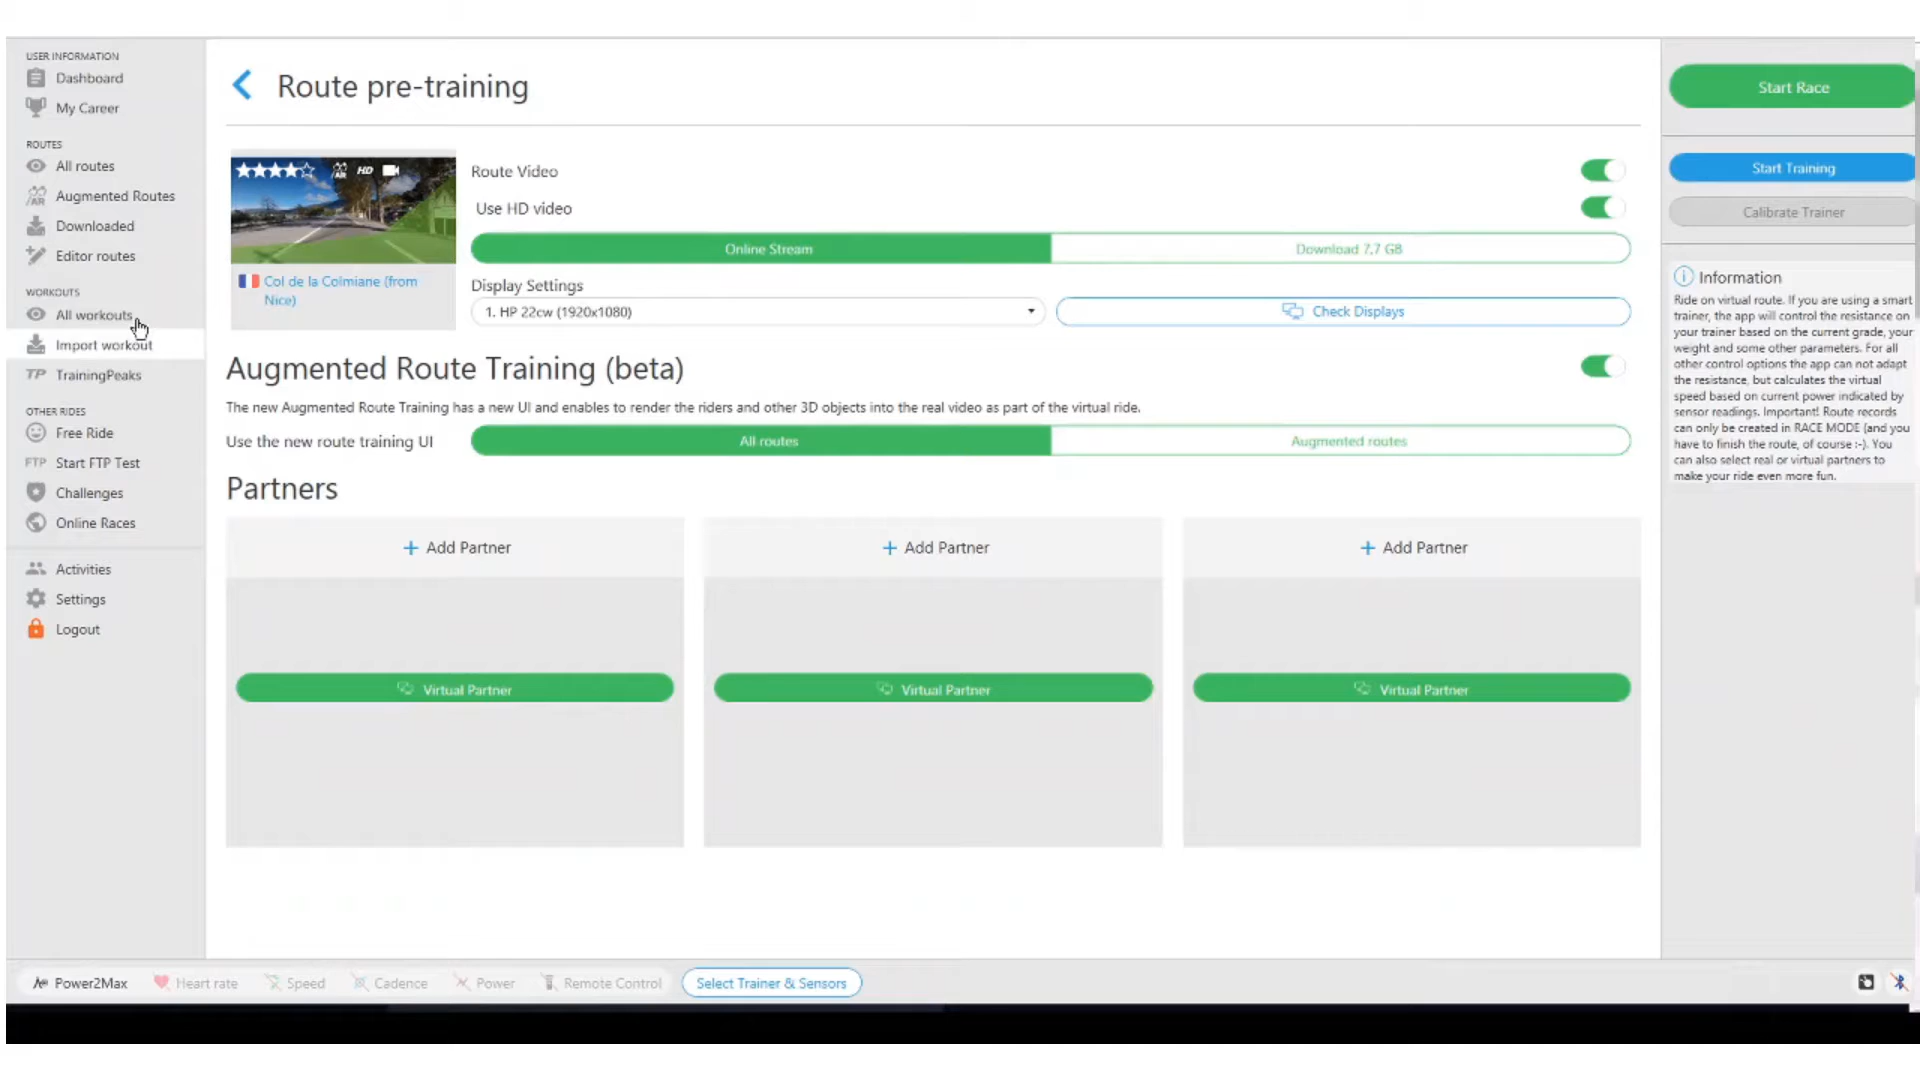 USER INFORMATION
Dashboard
My Career
ROUTES
All routes
AR Augmented Routes
Downloaded
Editor routes
WORKOUTS
All workouts
Import workout
TP TrainingPeaks
OTHER RIDES
Free Ride
FTP Start FTP Test
Challenges
Online Races
Activities
Settings
Logout
Route pre-training
AR HD
Col de la Colmiane (from
Nice)
Route Video
Use HD video
Online Stream
Download 7,7 GB
Display Settings
1. HP 22cw (1920x1080)
Check Displays
Augmented Route Training (beta)
The new Augmented Route Training has a new UI and enables to render the riders and other 3D objects into the real video as part of the virtual ride.
Use the new route training UI
All routes
Augmented routes
Partners
+ Add Partner
+ Add Partner
+ Add Partner
Virtual Partner
Virtual Partner
Virtual Partner
Start Race
Start Training
Calibrate Trainer
Information
Ride on virtual route. If you are using a smart
trainer, the app will control the resistance on
your trainer based on the current grade, your
weight and some other parameters. For all
other control options the app can not adapt
the resistance, but calculates the virtual
speed based on current power indicated by
sensor readings. Important! Route records
can only be created in RACE MODE (and you
have to finish the route, of course :-). You
can also select real or virtual partners to
make your ride even more fun.
Power2Max
Heart rate
Speed
Cadence
Power
Remote Control
Select Trainer & Sensors